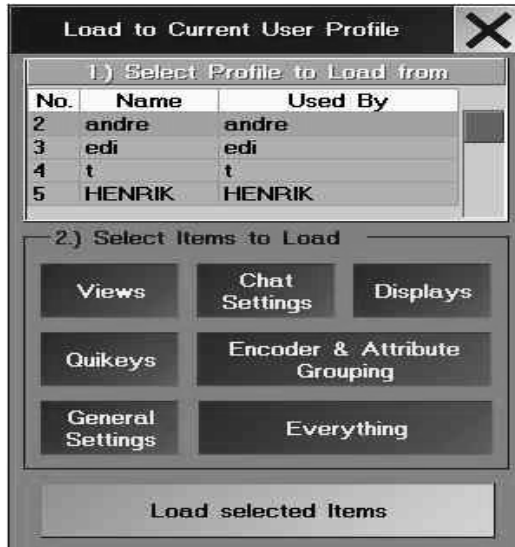 Load to Current User Profile
1.) Select Profile to Load from
No. Name Used By
2 andre andre
3 edi edi
4 t t
5 HENRIK HENRIK
2.) Select Items to Load
Views
Chat
Settings
Displays
Quikeys
Encoder & Attribute
Grouping
General
Settings
Everything
Load selected Items